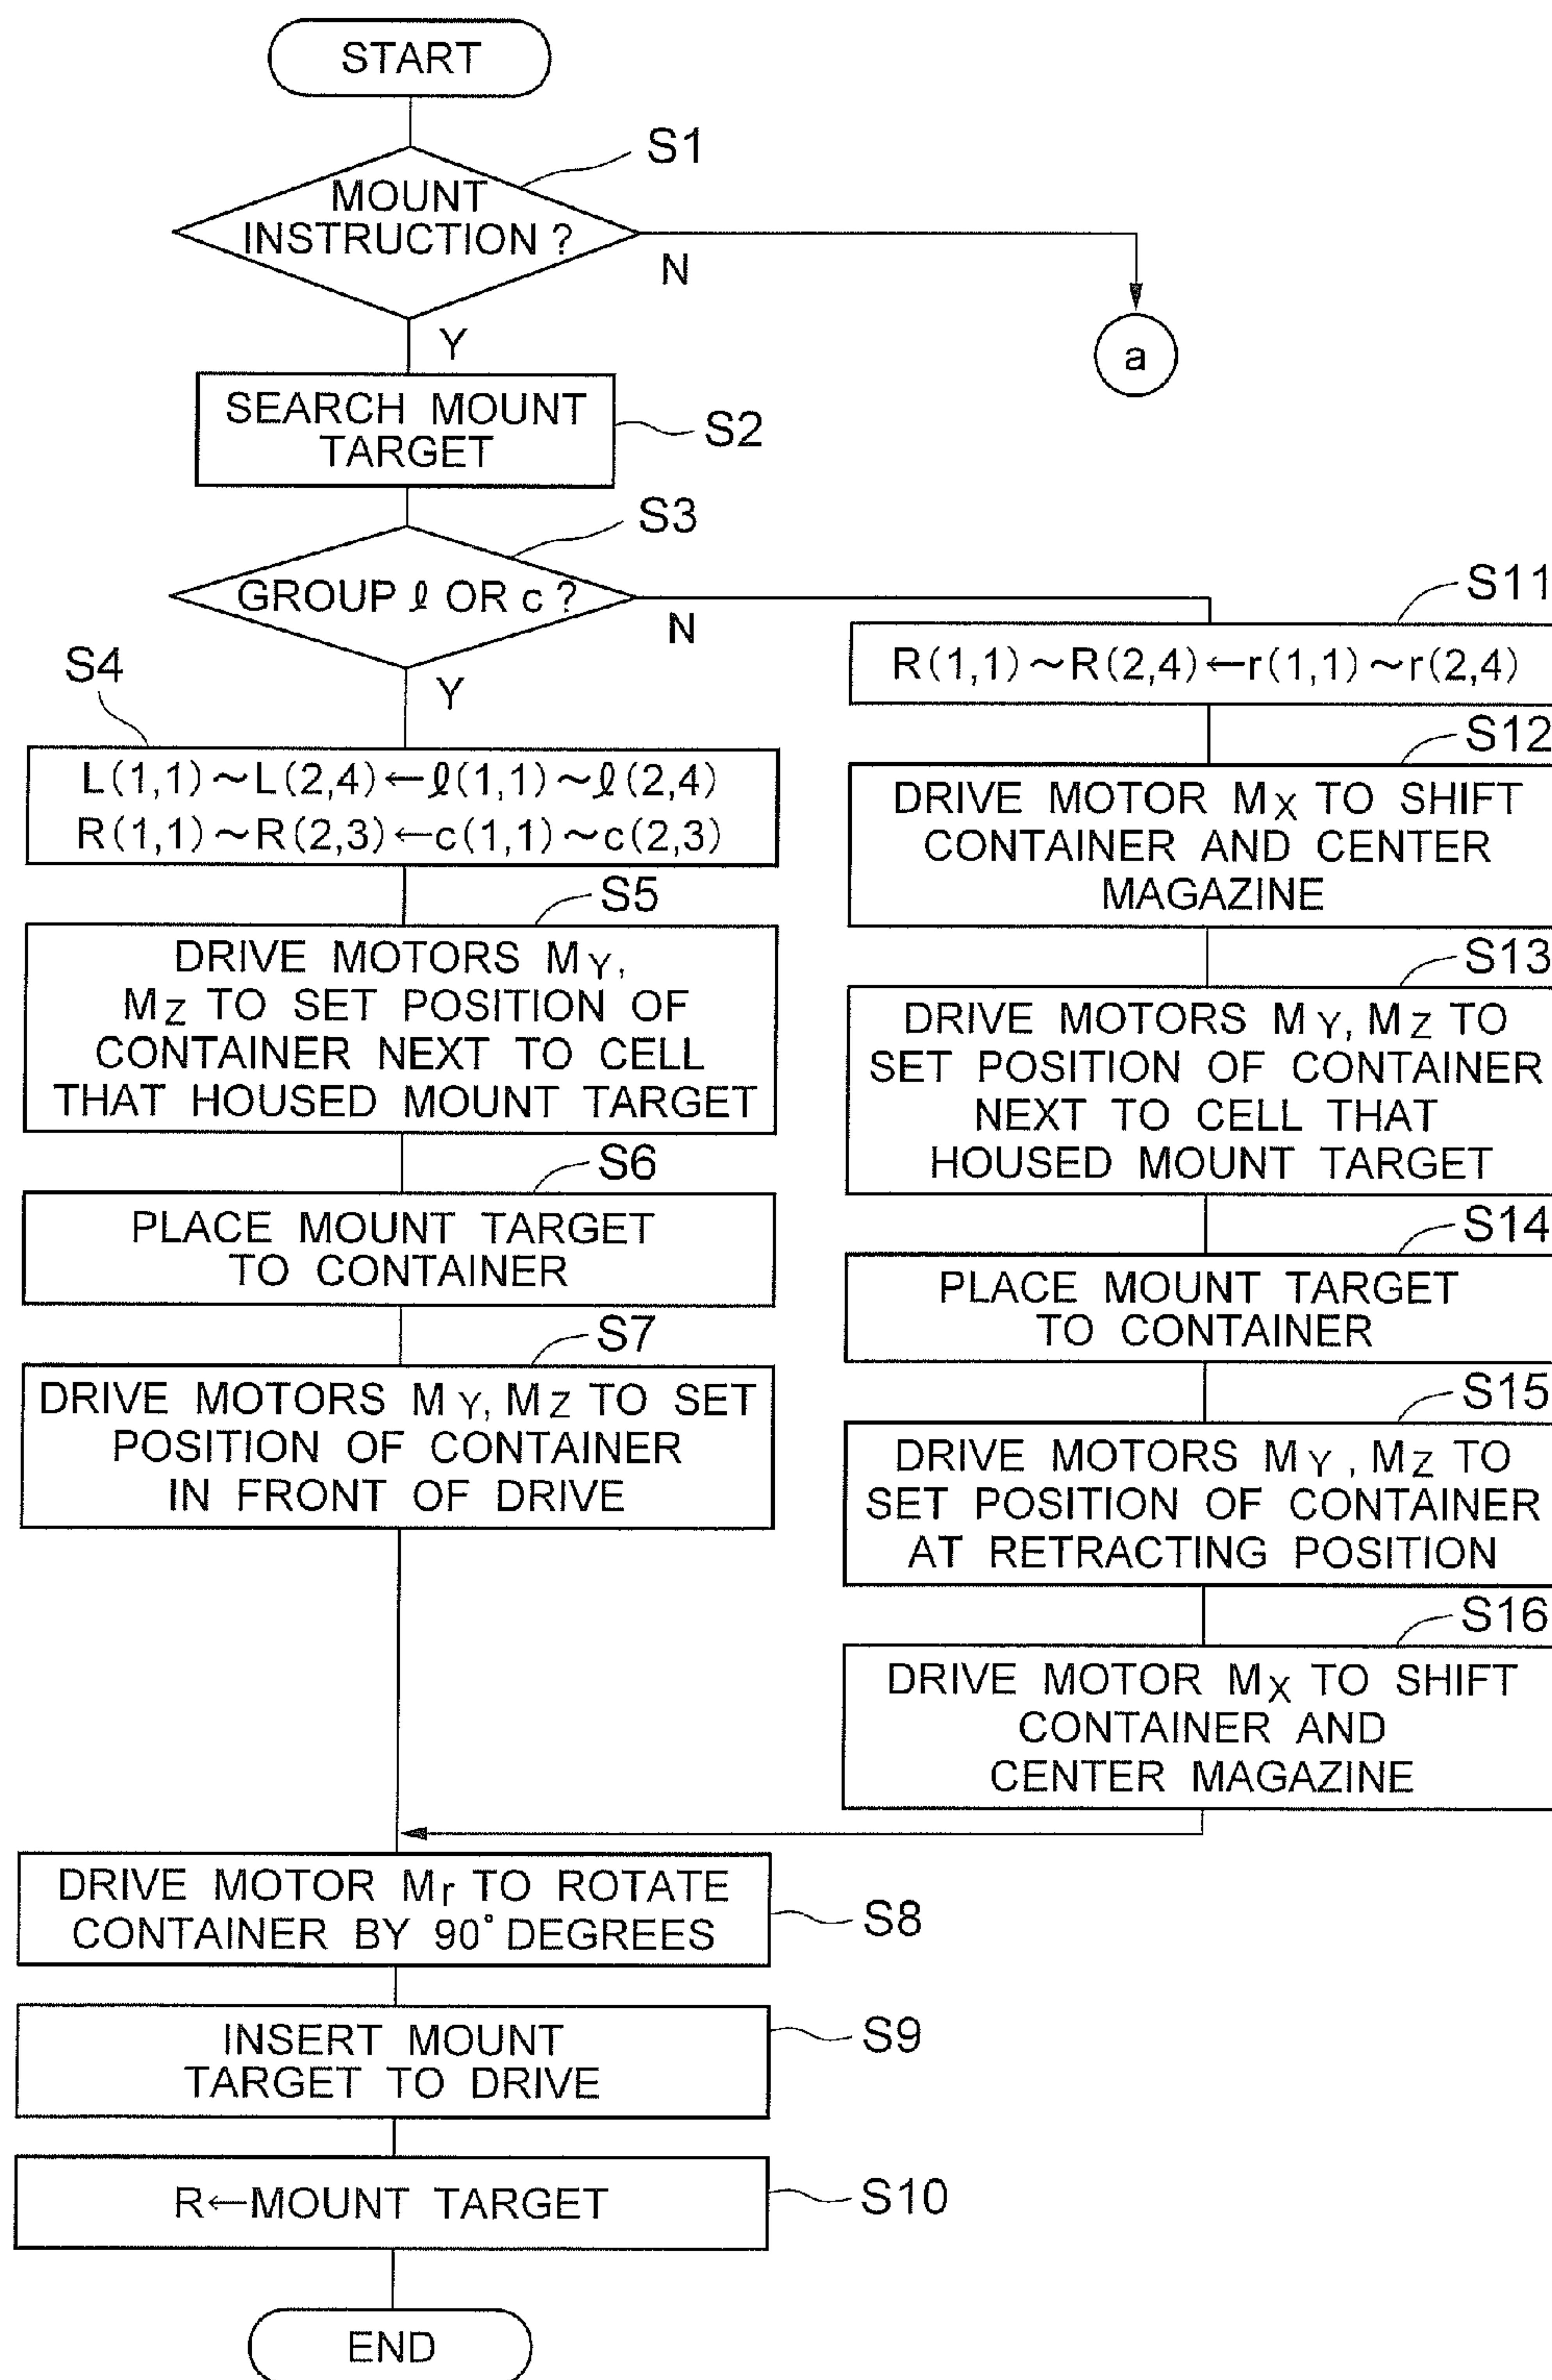 START
S1
MOUNT
INSTRUCTION ?
N
Y
a
SEARCH MOUNT
TARGET
S2
S3
GROUP ℓ OR c ?
N
Y
S4
L(1,1)～L(2,4)←ℓ(1,1)～ℓ(2,4)
R(1,1)～R(2,3)←c(1,1)～c(2,3)
S5
DRIVE MOTORS MY,
MZ TO SET POSITION OF
CONTAINER NEXT TO CELL
THAT HOUSED MOUNT TARGET
S6
PLACE MOUNT TARGET
TO CONTAINER
S7
DRIVE MOTORS MY, MZ TO SET
POSITION OF CONTAINER
IN FRONT OF DRIVE
S11
R(1,1)～R(2,4)←r(1,1)～r(2,4)
S12
DRIVE MOTOR MX TO SHIFT
CONTAINER AND CENTER
MAGAZINE
S13
DRIVE MOTORS MY, MZ TO
SET POSITION OF CONTAINER
NEXT TO CELL THAT
HOUSED MOUNT TARGET
S14
PLACE MOUNT TARGET
TO CONTAINER
S15
DRIVE MOTORS MY, MZ TO
SET POSITION OF CONTAINER
AT RETRACTING POSITION
S16
DRIVE MOTOR MX TO SHIFT
CONTAINER AND
CENTER MAGAZINE
DRIVE MOTOR Mr TO ROTATE
CONTAINER BY 90° DEGREES
S8
INSERT MOUNT
TARGET TO DRIVE
S9
R←MOUNT TARGET
S10
END